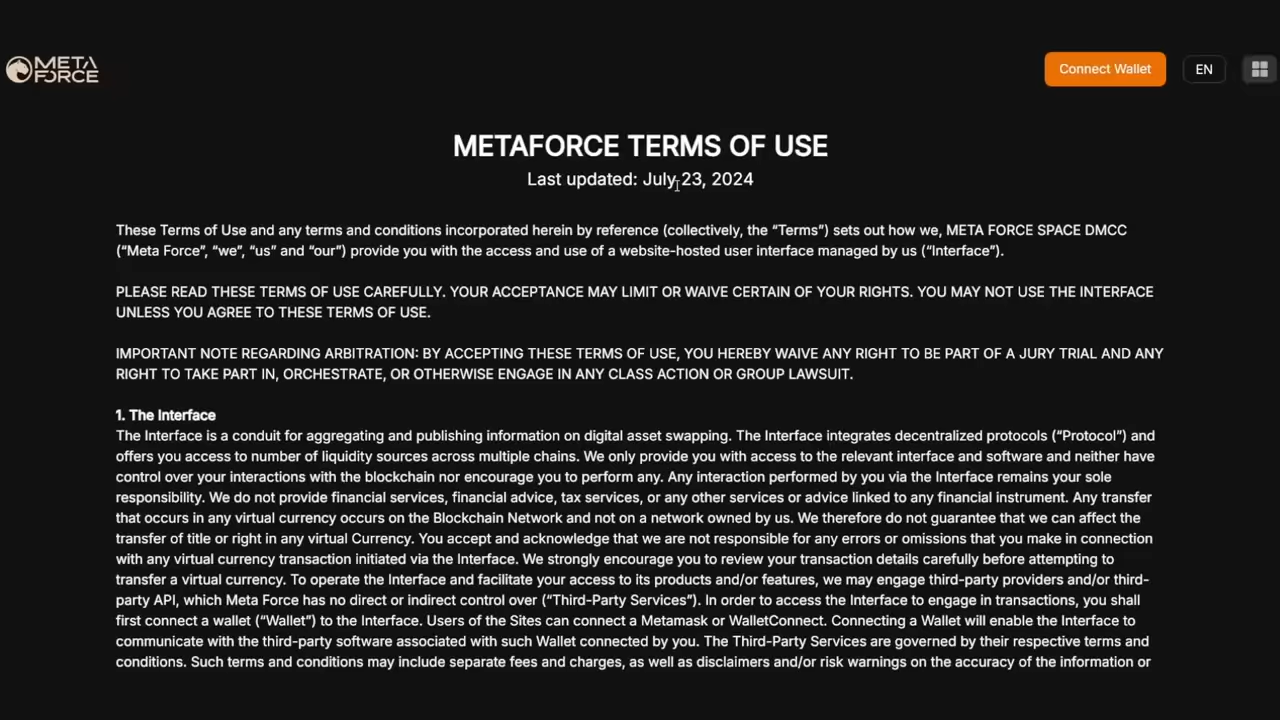 META
FORCE
Connect Wallet
EN
METAFORCE TERMS OF USE
Last updated: July 23, 2024
These Terms of Use and any terms and conditions incorporated herein by reference (collectively, the “Terms”) sets out how we, META FORCE SPACE DMCC
(“Meta Force”, “we”, “us” and “our”) provide you with the access and use of a website-hosted user interface managed by us (“Interface”).
PLEASE READ THESE TERMS OF USE CAREFULLY. YOUR ACCEPTANCE MAY LIMIT OR WAIVE CERTAIN OF YOUR RIGHTS. YOU MAY NOT USE THE INTERFACE
UNLESS YOU AGREE TO THESE TERMS OF USE.
IMPORTANT NOTE REGARDING ARBITRATION: BY ACCEPTING THESE TERMS OF USE, YOU HEREBY WAIVE ANY RIGHT TO BE PART OF A JURY TRIAL AND ANY
RIGHT TO TAKE PART IN, ORCHESTRATE, OR OTHERWISE ENGAGE IN ANY CLASS ACTION OR GROUP LAWSUIT.
1. The Interface
The Interface is a conduit for aggregating and publishing information on digital asset swapping. The Interface integrates decentralized protocols (“Protocol”) and
offers you access to number of liquidity sources across multiple chains. We only provide you with access to the relevant interface and software and neither have
control over your interactions with the blockchain nor encourage you to perform any. Any interaction performed by you via the Interface remains your sole
responsibility. We do not provide financial services, financial advice, tax services, or any other services or advice linked to any financial instrument. Any transfer
that occurs in any virtual currency occurs on the Blockchain Network and not on a network owned by us. We therefore do not guarantee that we can affect the
transfer of title or right in any virtual Currency. You accept and acknowledge that we are not responsible for any errors or omissions that you make in connection
with any virtual currency transaction initiated via the Interface. We strongly encourage you to review your transaction details carefully before attempting to
transfer a virtual currency. To operate the Interface and facilitate your access to its products and/or features, we may engage third-party providers and/or third-
party API, which Meta Force has no direct or indirect control over (“Third-Party Services”). In order to access the Interface to engage in transactions, you shall
first connect a wallet (“Wallet”) to the Interface. Users of the Sites can connect a Metamask or WalletConnect. Connecting a Wallet will enable the Interface to
communicate with the third-party software associated with such Wallet connected by you. The Third-Party Services are governed by their respective terms and
conditions. Such terms and conditions may include separate fees and charges, as well as disclaimers and/or risk warnings on the accuracy of the information or